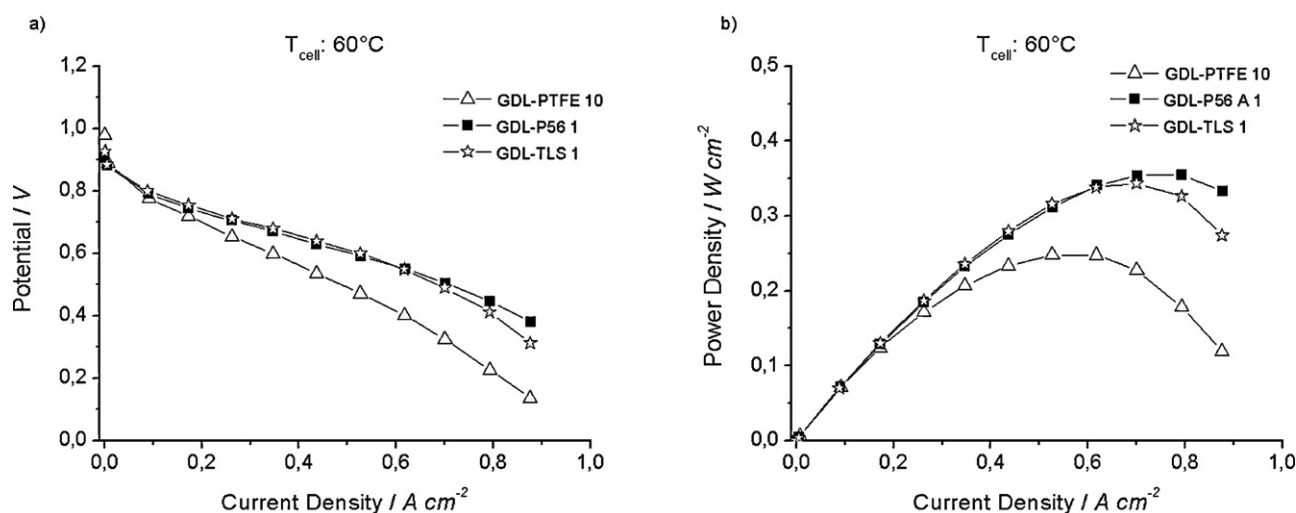 a)
T_cell: 60°C
1,2
1,0
0,8
0,6
0,4
0,2
0,0
Potential / V
GDL-PTFE 10
GDL-P56 1
GDL-TLS 1
0,0 0,2 0,4 0,6 0,8 1,0
Current Density / A cm⁻²
b)
T_cell: 60°C
0,5
0,4
0,3
0,2
0,1
0,0
Power Density / W cm⁻²
GDL-PTFE 10
GDL-P56 A 1
GDL-TLS 1
0,0 0,2 0,4 0,6 0,8 1,0
Current Density / A cm⁻²